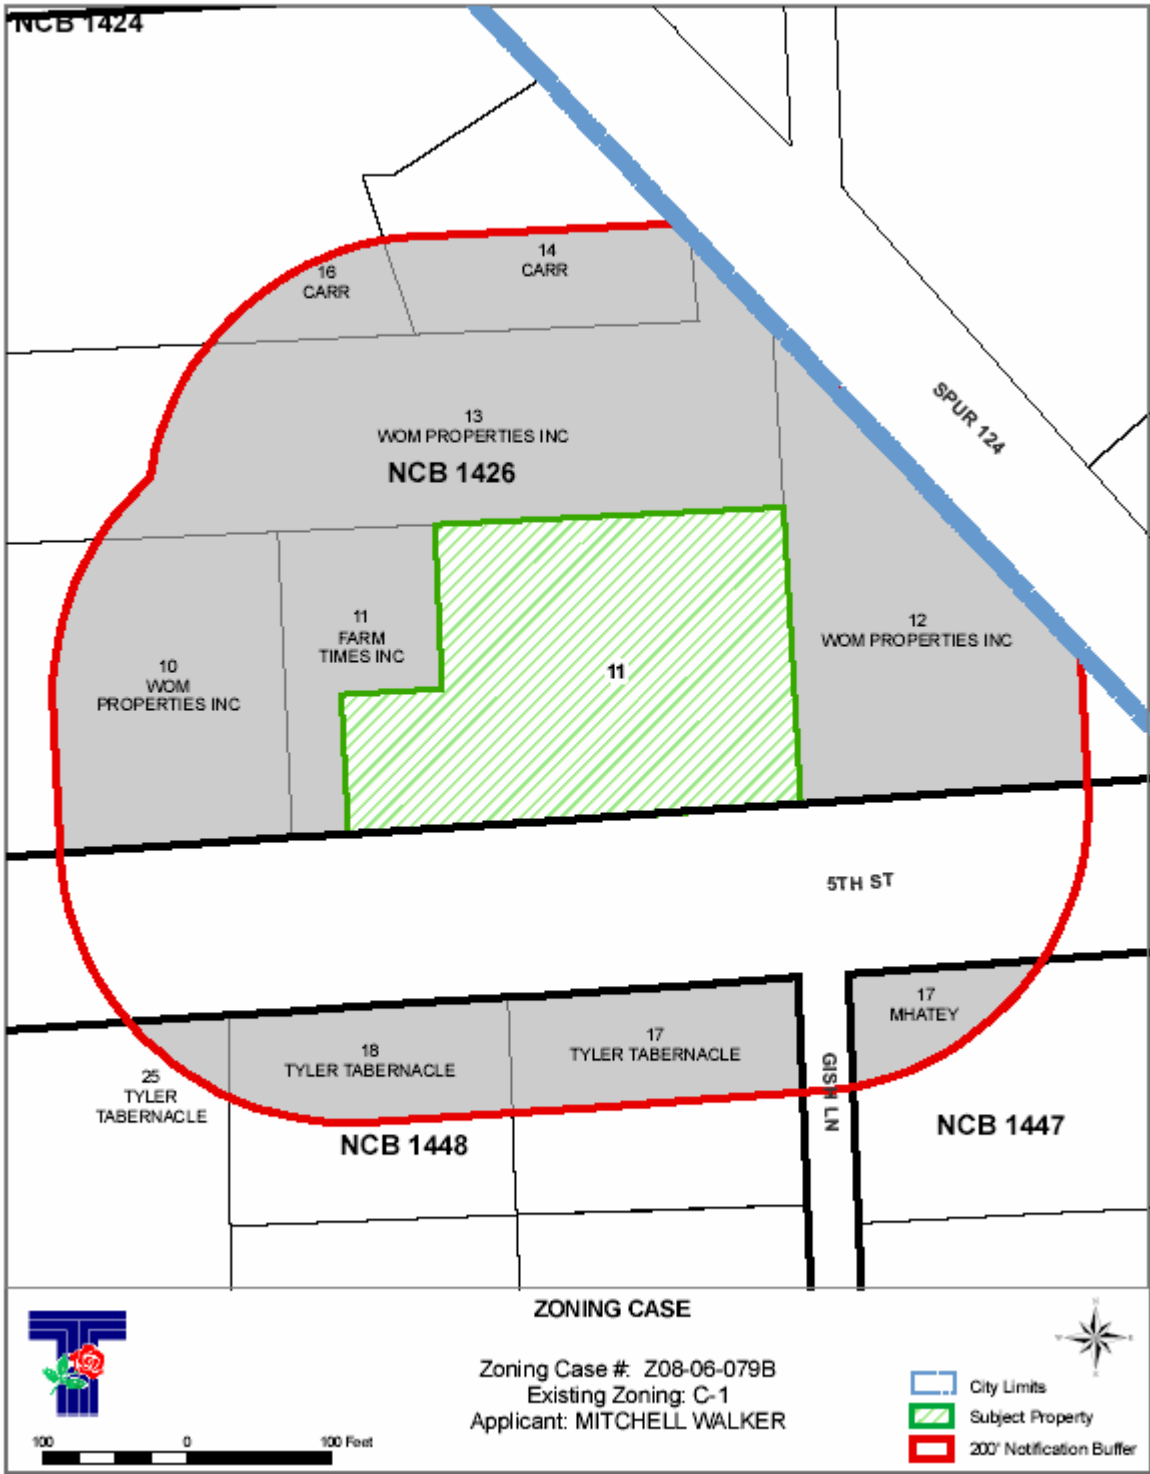 NCB 1424
14
CARR
16
CARR
SPUR 124
13
WOM PROPERTIES INC
NCB 1426
11
FARM
TIMES INC
12
WOM PROPERTIES INC
10
WOM
PROPERTIES INC
11
5TH ST
17
MHATEY
17
TYLER TABERNACLE
18
TYLER TABERNACLE
25
TYLER
TABERNACLE
GISH LN
NCB 1448
NCB 1447
ZONING CASE
Zoning Case #: Z08-06-079B
Existing Zoning: C-1
Applicant: MITCHELL WALKER
City Limits
Subject Property
200' Notification Buffer
100 0 100 Feet